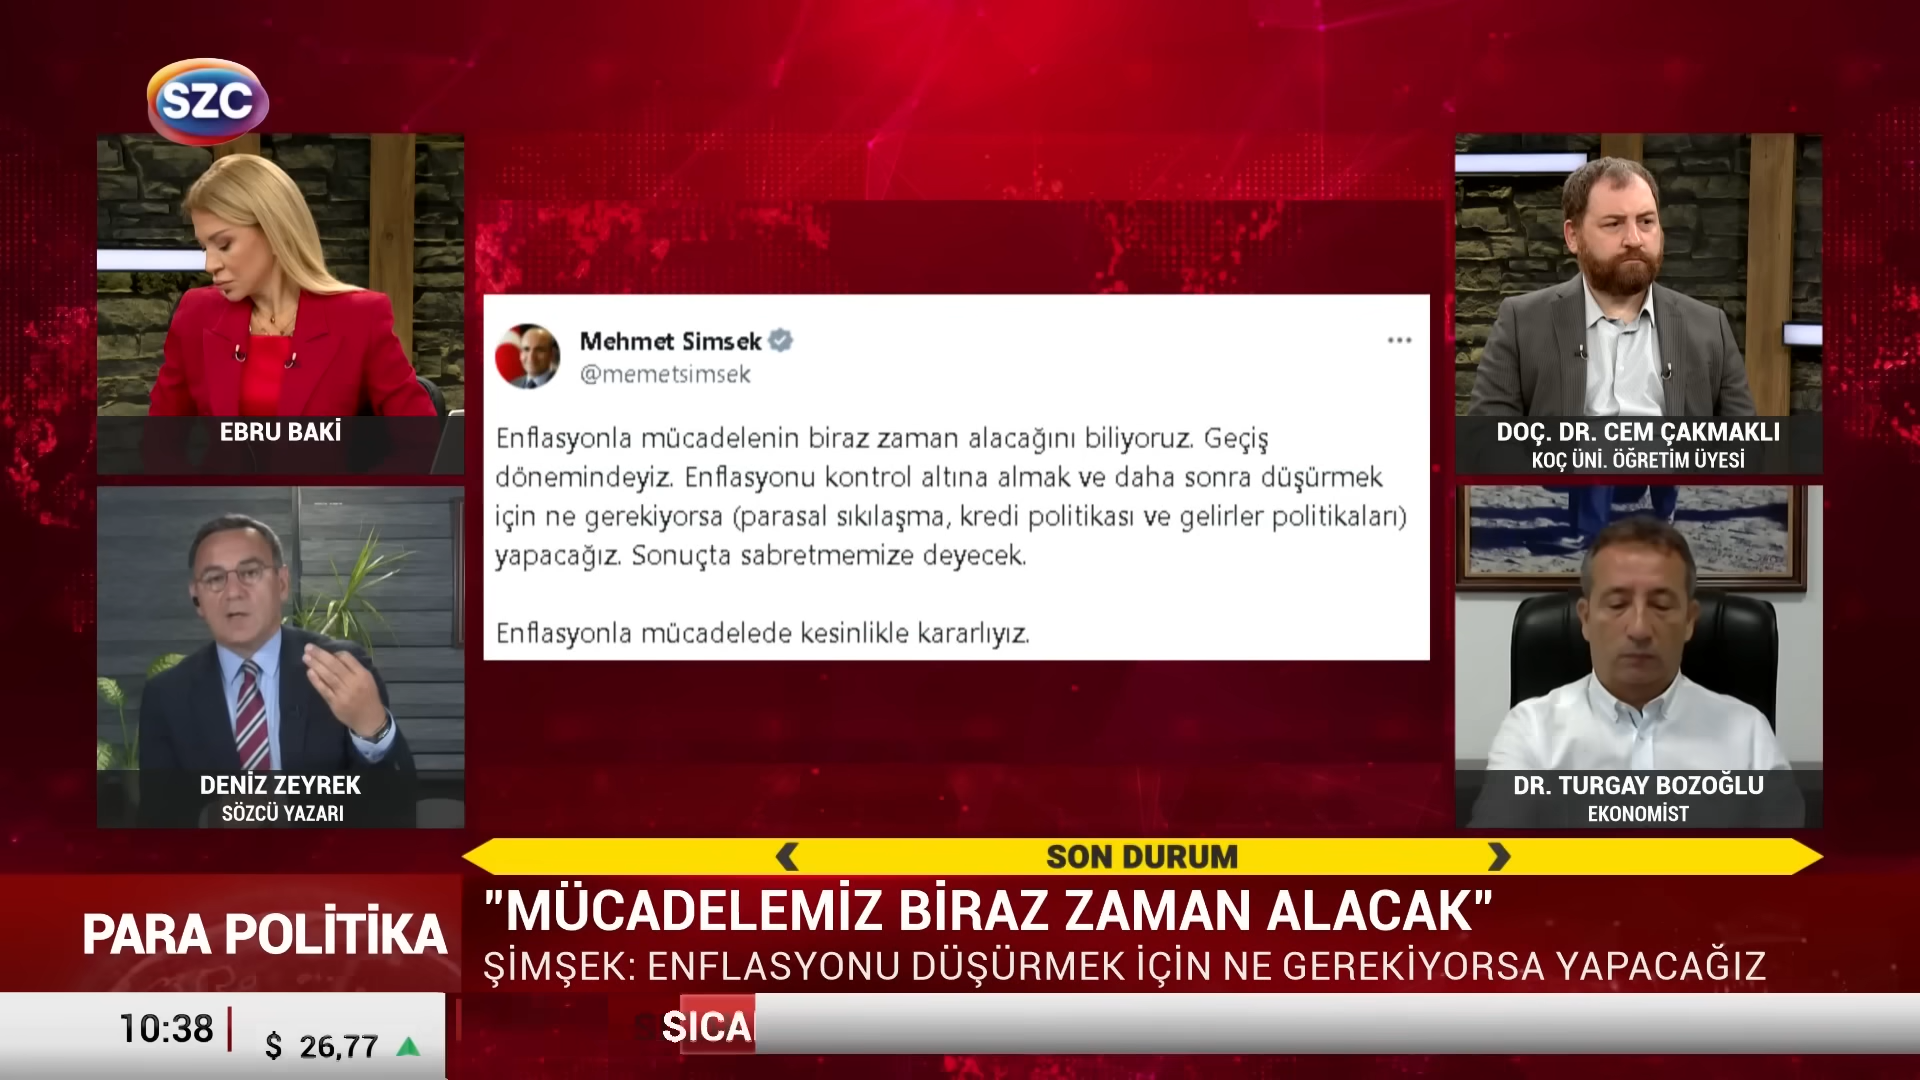 SZC
EBRU BAKİ
DENİZ ZEYREK
SÖZCÜ YAZARI
Mehmet Simsek
@memetsimsek
Enflasyonla mücadelenin biraz zaman alacağını biliyoruz. Geçiş
dönemindeyiz. Enflasyonu kontrol altına almak ve daha sonra düşürmek
için ne gerekiyorsa (parasal sıkılaşma, kredi politikası ve gelirler politikaları)
yapacağız. Sonuçta sabretmemize deyecek.
Enflasyonla mücadelede kesinlikle kararlıyız.
DOÇ. DR. CEM ÇAKMAKLI
KOÇ ÜNİ. ÖĞRETİM ÜYESİ
DR. TURGAY BOZOĞLU
EKONOMİST
SON DURUM
PARA POLİTİKA
"MÜCADELEMİZ BİRAZ ZAMAN ALACAK"
ŞİMŞEK: ENFLASYONU DÜŞÜRMEK İÇİN NE GEREKİYORSA YAPACAĞIZ
10:38
$ 26,77
SICA